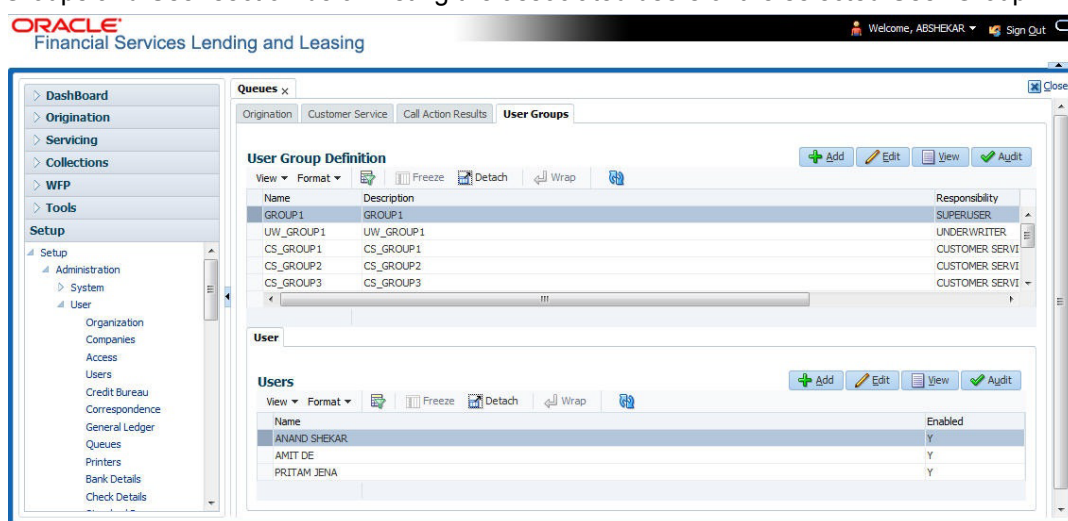 ORACLE
Financial Services Lending and Leasing
Welcome, ABSHEKAR
Sign Out
Close
DashBoard
Origination
Servicing
Collections
WFP
Tools
Setup
Setup
Administration
System
User
Organization
Companies
Access
Users
Credit Bureau
Correspondence
General Ledger
Queues
Printers
Bank Details
Check Details
Queues
Origination Customer Service Call Action Results User Groups
User Group Definition
Add Edit View Audit
View Format Freeze Detach Wrap
Name Description Responsibility
GROUP1 GROUP1 SUPERUSER
UW_GROUP1 UW_GROUP1 UNDERWRITER
CS_GROUP1 CS_GROUP1 CUSTOMER SERVI
CS_GROUP2 CS_GROUP2 CUSTOMER SERVI
CS_GROUP3 CS_GROUP3 CUSTOMER SERVI
User
Users
Add Edit View Audit
View Format Freeze Detach Wrap
Name Enabled
ANAND SHEKAR Y
AMIT DE Y
PRITAM JENA Y